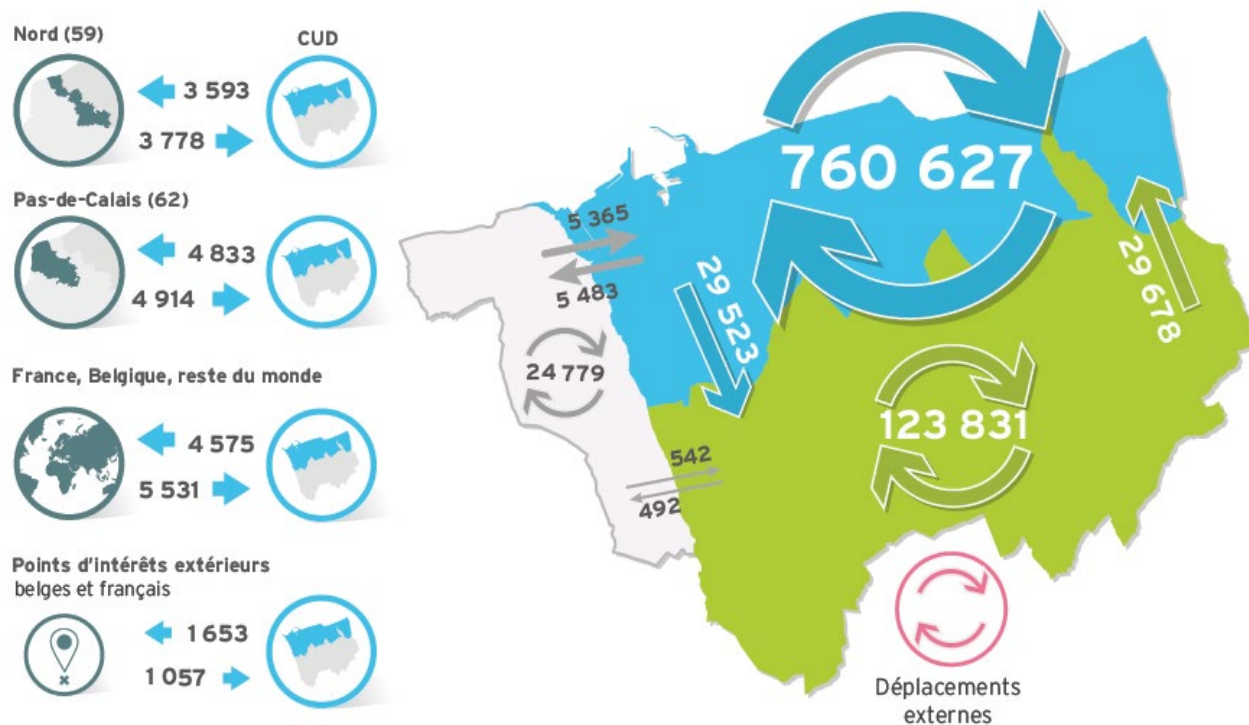 Nord (59)
CUD
3 593
3 778
Pas-de-Calais (62)
4 833
4 914
France, Belgique, reste du monde
4 575
5 531
Points d'intérêts extérieurs
belges et français
1 653
1 057
760 627
5 365
5 483
29 523
29 678
24 779
123 831
542
492
Déplacements
externes